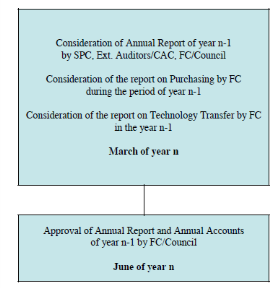 Consideration of Annual Report of year n-1
by SPC, Ext. Auditors/CAC, FC/Council
Consideration of the report on Purchasing by FC
during the period of year n-1
Consideration of the report on Technology Transfer by FC
in the year n-1
March of year n
Approval of Annual Report and Annual Accounts
of year n-1 by FC/Council
June of year n